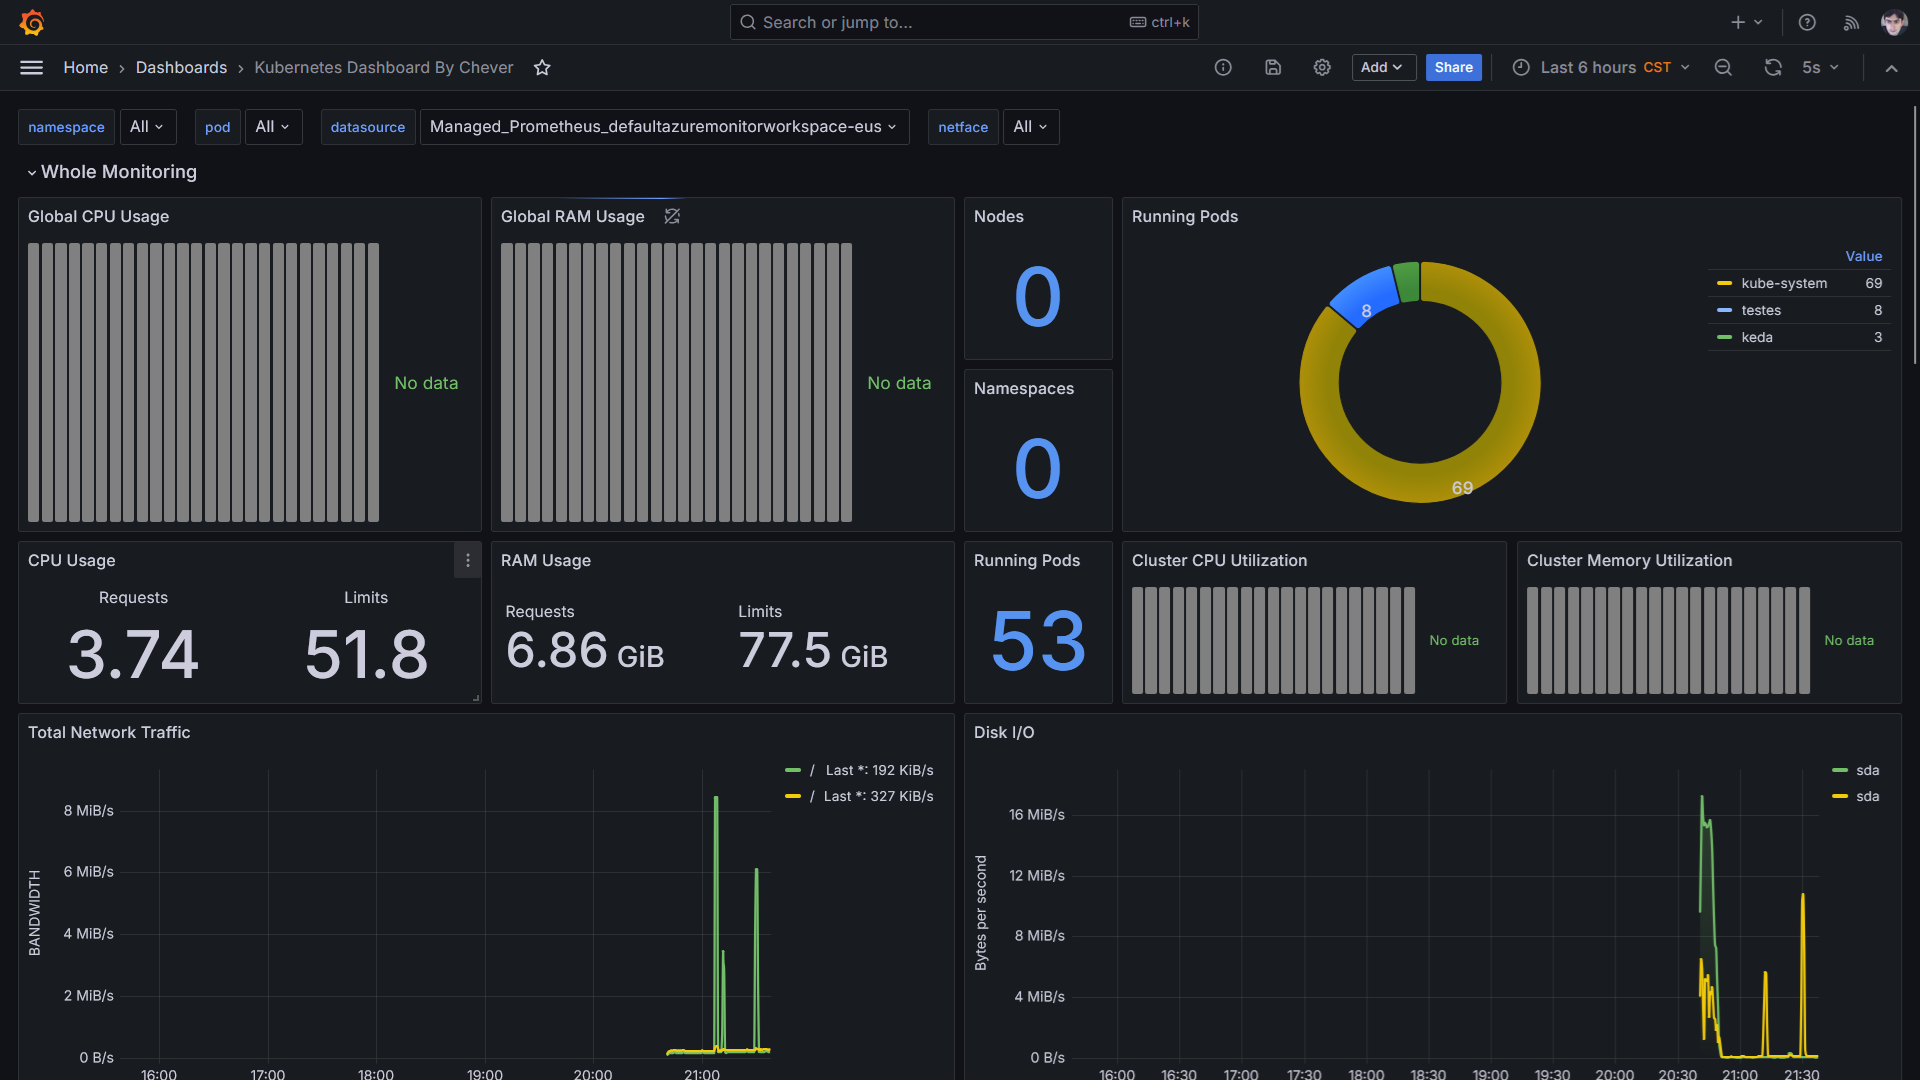 Search or jump to... ctrl+k
Home › Dashboards › Kubernetes Dashboard By Chever
Add Share Last 6 hours CST 5s
namespace All pod All datasource Managed_Prometheus_defaultazuremonitorworkspace-eus netface All
Whole Monitoring
Global CPU Usage
No data
Global RAM Usage
No data
Nodes
0
Namespaces
0
Running Pods
8
69
Value
kube-system 69
testes 8
keda 3
CPU Usage
Requests Limits
3.74 51.8
RAM Usage
Requests Limits
6.86 GiB 77.5 GiB
Running Pods
53
Cluster CPU Utilization
No data
Cluster Memory Utilization
No data
Total Network Traffic
/ Last *: 192 KiB/s
/ Last *: 327 KiB/s
BANDWIDTH
8 MiB/s
6 MiB/s
4 MiB/s
2 MiB/s
0 B/s
16:00 17:00 18:00 19:00 20:00 21:00
Disk I/O
sda
sda
Bytes per second
16 MiB/s
12 MiB/s
8 MiB/s
4 MiB/s
0 B/s
16:00 16:30 17:00 17:30 18:00 18:30 19:00 19:30 20:00 20:30 21:00 21:30